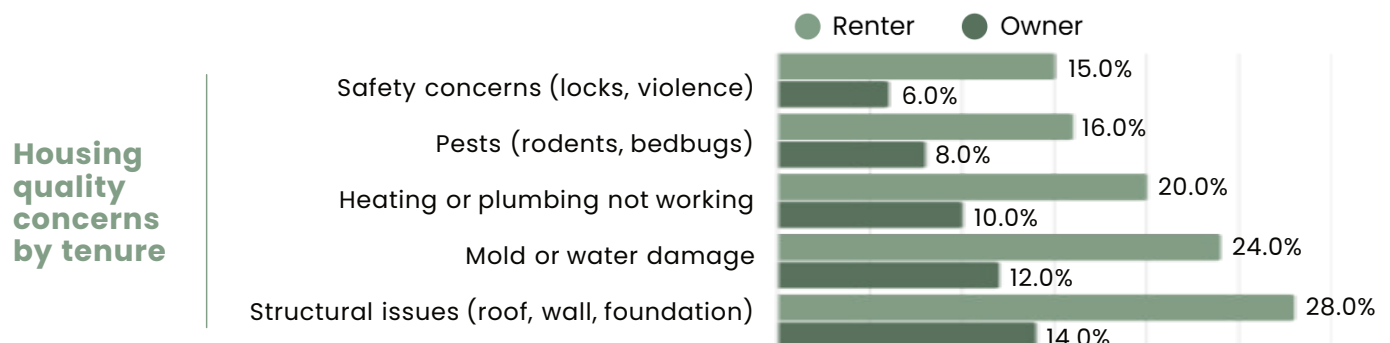 Renter
Owner
Housing
quality
concerns
by tenure
Safety concerns (locks, violence)
15.0%
6.0%
Pests (rodents, bedbugs)
16.0%
8.0%
Heating or plumbing not working
20.0%
10.0%
Mold or water damage
24.0%
12.0%
Structural issues (roof, wall, foundation)
28.0%
14.0%